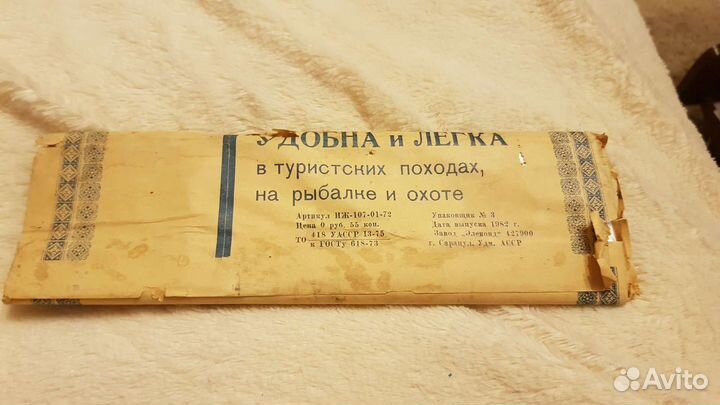 УДОБНА и ЛЕГКА
в туристских походах,
на рыбалке и охоте
Артикул ИЖ-107-01-72
Цена 0 руб. 55 коп.
ТО 418 УАССР 13-75
к ГОСТу 618-73
Упаковщик № 3
Дата выпуска 1982 г.
Завод «Элеконд» 427900
г. Сарапул, Удм. АССР
Avito